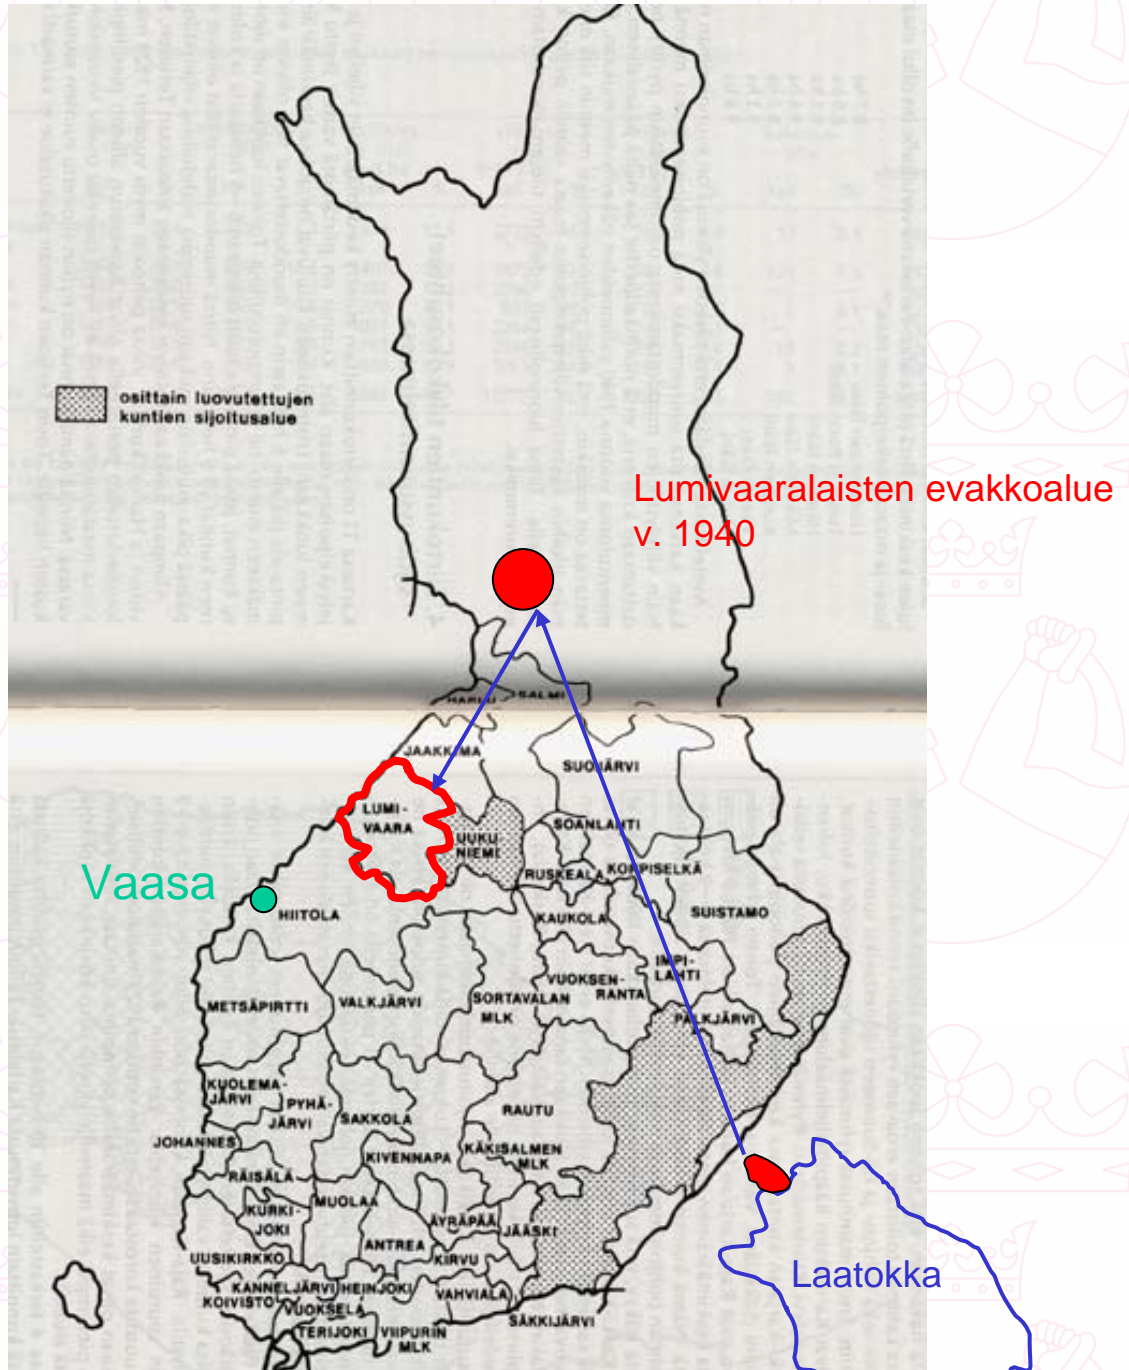 osittain luovutettujen
kuntien sijoitusalue
Lumivaaralaisten evakkoalue
v. 1940
HARLU SALMI
JAAKKIMA
SUOJÄRVI
LUMI-
VAARA
SOANLAHTI
UUKU-
NIEMI
RUSKEALA KORPISELKÄ
Vaasa
HIITOLA
KAUKOLA
SUISTAMO
IMPI-
LAHTI
VUOKSEN-
RANTA
METSÄPIRTTI
VALKJÄRVI
SORTAVALAN
MLK
PÄLKJÄRVI
KUOLEMA-
JÄRVI
PYHÄ-
JÄRVI
SAKKOLA
RAUTU
JOHANNES
KIVENNAPA
KÄKISALMEN
MLK
RÄISÄLÄ
MUOLAA
KURKI-
JOKI
ÄYRÄPÄÄ
JÄÄSKI
ANTREA
KIRVU
UUSIKIRKKO
KANNELJÄRVI
HEINJOKI
VAHVIALA
KOIVISTO
VUOKSELA
SÄKKIJÄRVI
TERIJOKI
VIIPURIN
MLK
Laatokka